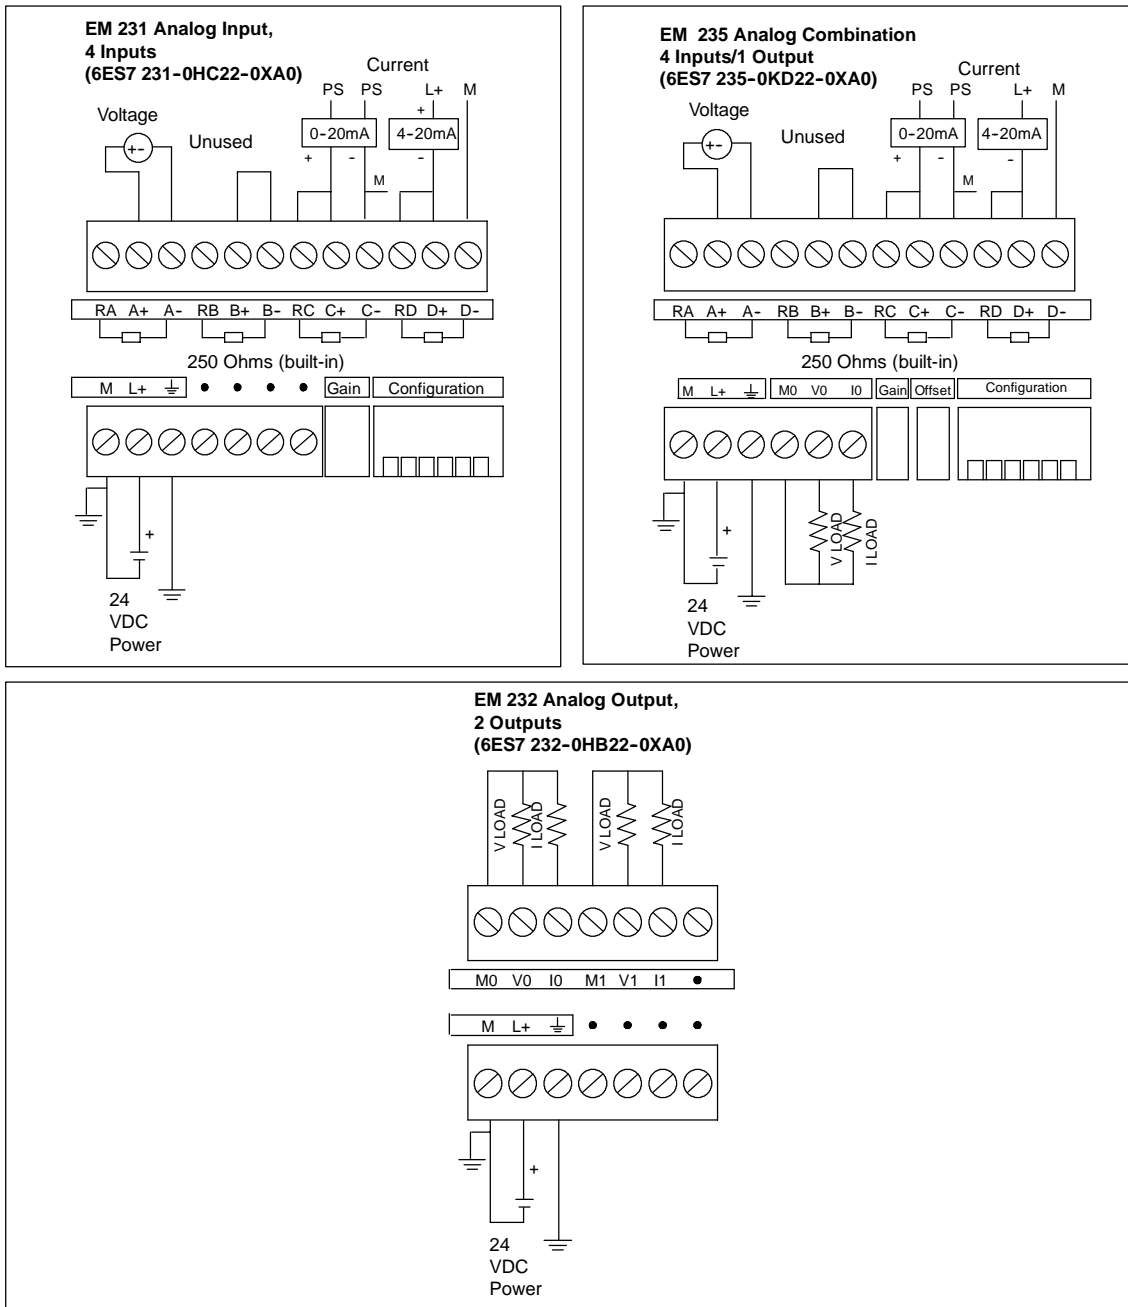 EM 231 Analog Input,
4 Inputs
(6ES7 231-0HC22-0XA0)
Current
PS PS L+ M
Voltage
Unused
+
0-20mA 4-20mA
+-
+ - -
M
RA A+ A- RB B+ B- RC C+ C- RD D+ D-
250 Ohms (built-in)
M L+ Gain Configuration
+
24
VDC
Power
EM 235 Analog Combination
4 Inputs/1 Output
(6ES7 235-0KD22-0XA0)
Current
PS PS L+ M
Voltage
Unused
0-20mA 4-20mA
+-
+ - -
M
RA A+ A- RB B+ B- RC C+ C- RD D+ D-
250 Ohms (built-in)
M L+ M0 V0 I0 Gain Offset Configuration
+
V LOAD
I LOAD
24
VDC
Power
EM 232 Analog Output,
2 Outputs
(6ES7 232-0HB22-0XA0)
V LOAD
I LOAD
V LOAD
I LOAD
M0 V0 I0 M1 V1 I1 •
M L+ • • • •
+
24
VDC
Power